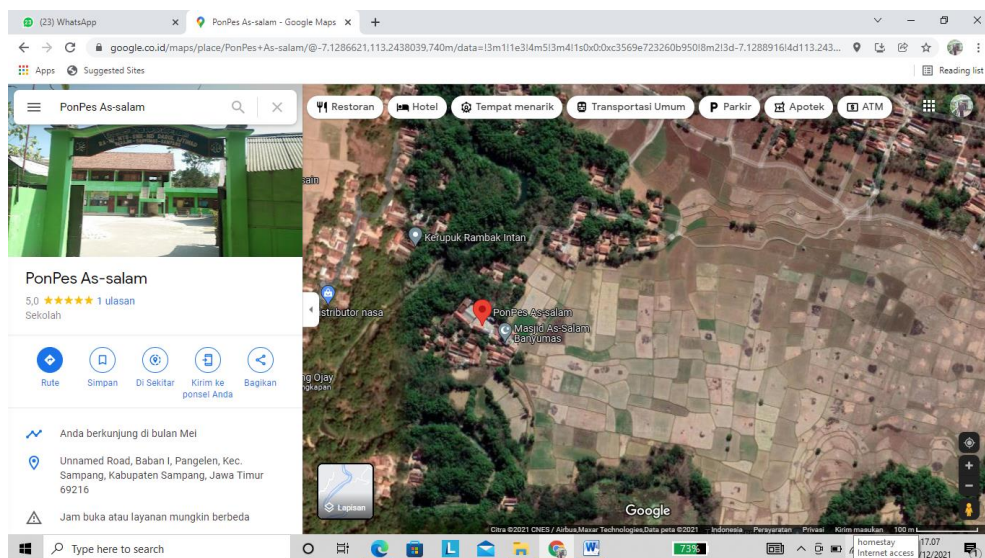 (23) WhatsApp
PonPes As-salam - Google Maps
google.co.id/maps/place/PonPes+As-salam/@-7.1286621,113.2438039,740m/data=!3m1!1e3!4m5!3m4!1s0x0:0xc3569e723260b950!8m2!3d-7.1288916!4d113.243...
Apps
Suggested Sites
Reading list
PonPes As-salam
Restoran
Hotel
Tempat menarik
Transportasi Umum
Parkir
Apotek
ATM
PonPes As-salam
5,0 1 ulasan
Sekolah
Rute
Simpan
Di Sekitar
Kirim ke
ponsel Anda
Bagikan
Anda berkunjung di bulan Mei
Unnamed Road, Baban I, Pangelen, Kec.
Sampang, Kabupaten Sampang, Jawa Timur
69216
Jam buka atau layanan mungkin berbeda
Kerupuk Rambak Intan
istributor nasa
PonPes As-salam
Masjid As-Salam
Banyumas
ng Ojay
ngkapan
Lapisan
Google
Citra ©2021 CNES / Airbus,Maxar Technologies,Data peta ©2021
Indonesia
Persyaratan
Privasi
Kirim masukan
100 m
Type here to search
73%
homestay
Internet access
17.07
/12/2021